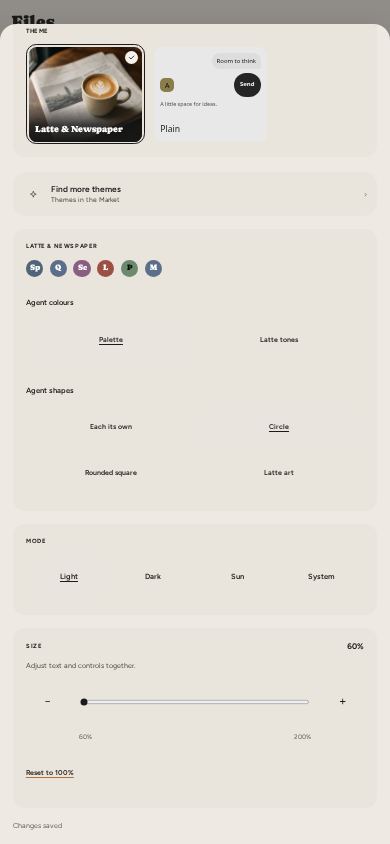 Files
THEME
Latte & Newspaper
Room to think
A
Send
A little space for ideas.
Plain
Find more themes
Themes in the Market
LATTE & NEWSPAPER
Sp
Q
Sc
L
P
M
Agent colours
Palette
Latte tones
Agent shapes
Each its own
Circle
Rounded square
Latte art
MODE
Light
Dark
Sun
System
SIZE
60%
Adjust text and controls together.
−
+
60%
200%
Reset to 100%
Changes saved